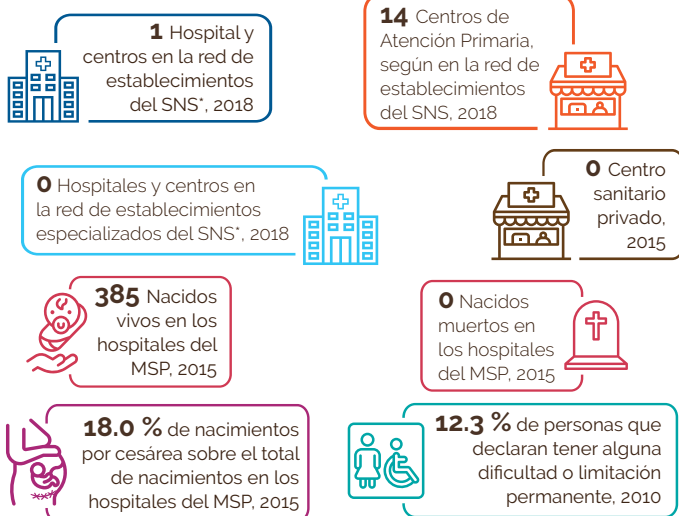 1 Hospital y
centros en la red de
establecimientos
del SNS*, 2018
14 Centros de
Atención Primaria,
según en la red de
establecimientos
del SNS, 2018
0 Hospitales y centros en
la red de establecimientos
especializados del SNS*, 2018
0 Centro
sanitario
privado,
2015
385 Nacidos
vivos en los
hospitales del
MSP, 2015
0 Nacidos
muertos en
los hospitales
del MSP, 2015
18.0 % de nacimientos
por cesárea sobre el total
de nacimientos en los
hospitales del MSP, 2015
12.3 % de personas que
declaran tener alguna
dificultad o limitación
permanente, 2010